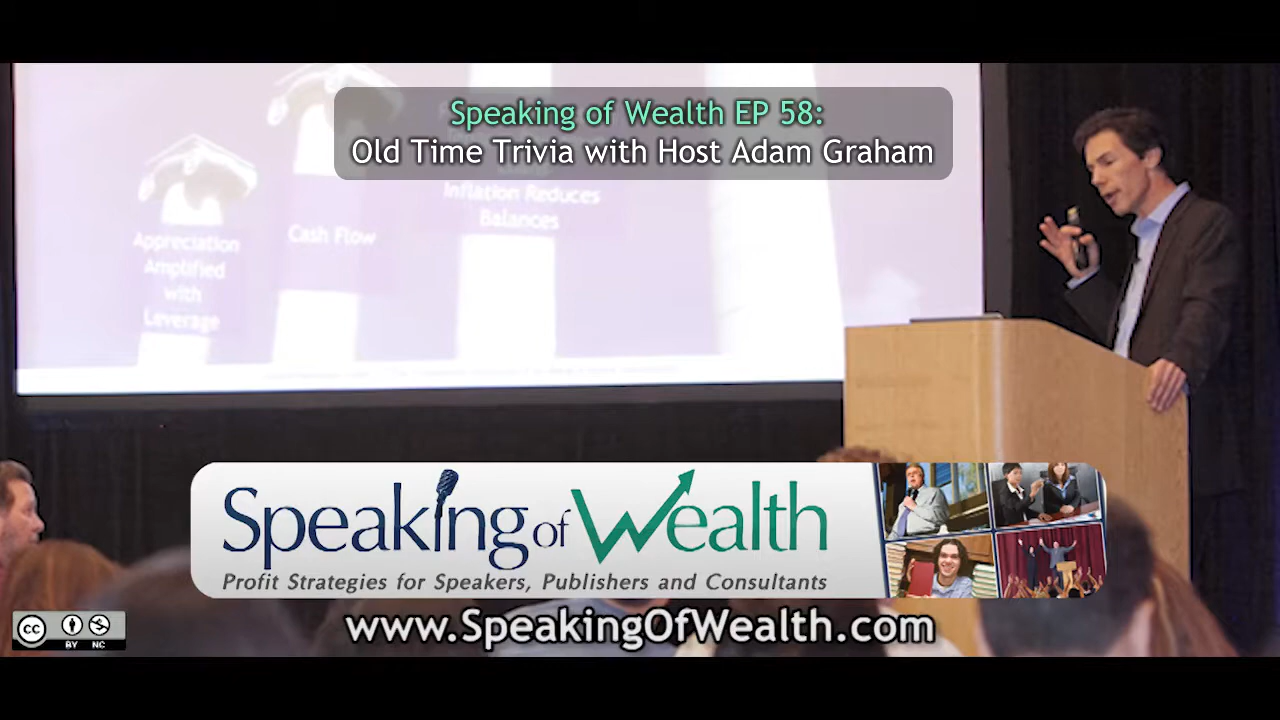 Speaking of Wealth EP 58:
Old Time Trivia with Host Adam Graham
Inflation Reduces
Balances
Cash Flow
Appreciation
Amplified
with
Leverage
Speaking of Wealth
Profit Strategies for Speakers, Publishers and Consultants
www.SpeakingOfWealth.com
cc
BY NC